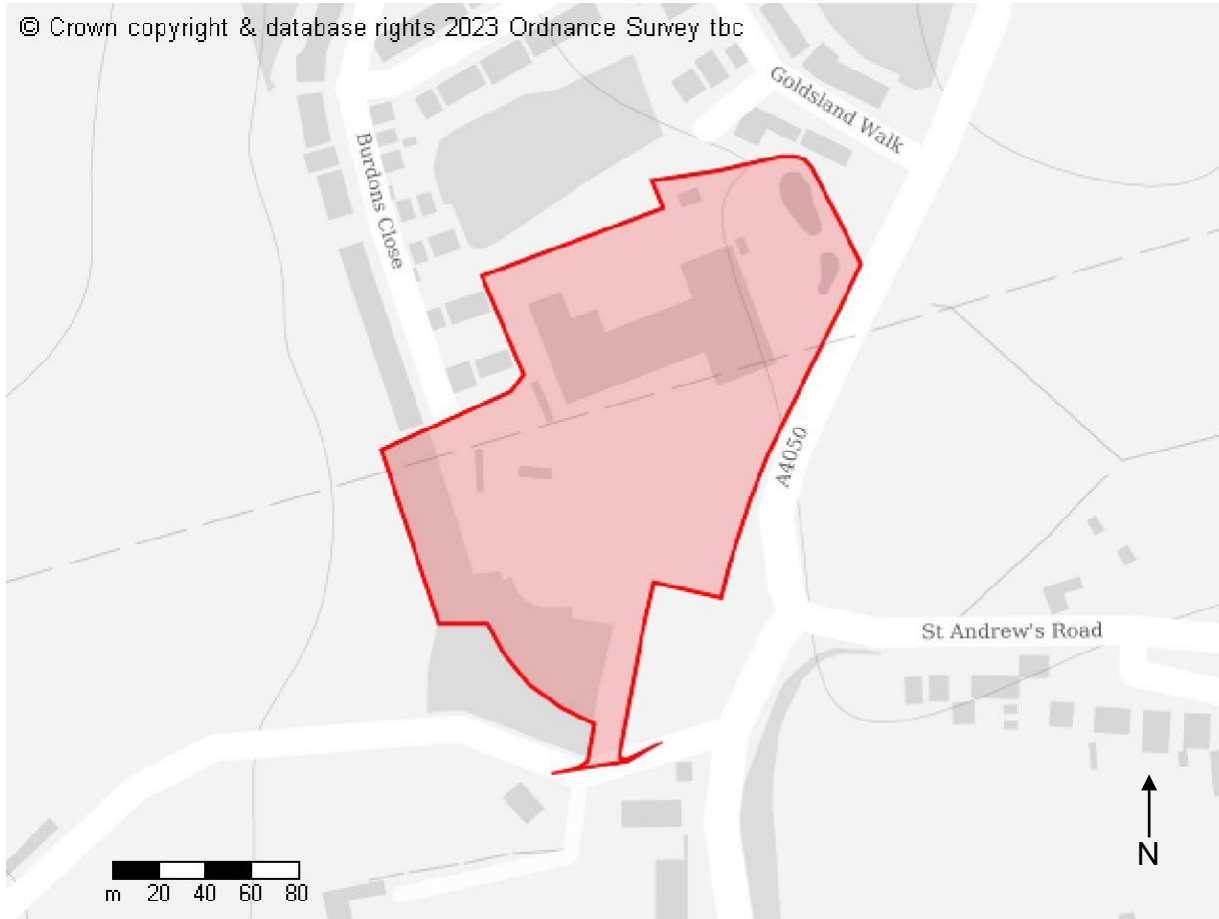 © Crown copyright & database rights 2023 Ordnance Survey tbc
Goldsland Walk
Burdons Close
A4050
St Andrew's Road
N
m 20 40 60 80